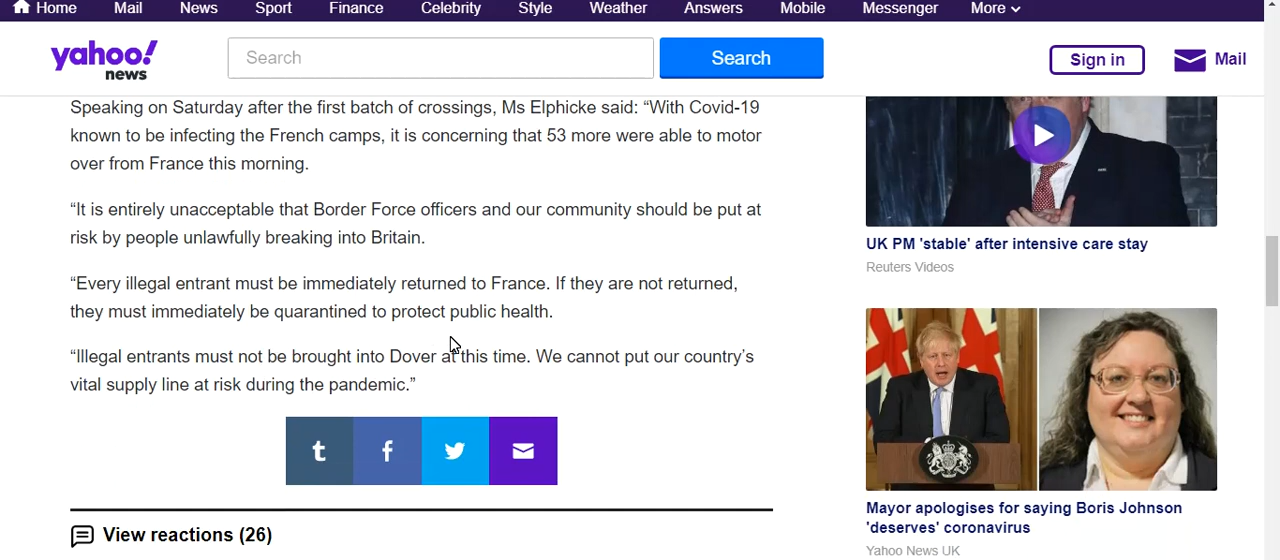 Home Mail News Sport Finance Celebrity Style Weather Answers Mobile Messenger More
yahoo!
news
Search
Search
Sign in
Mail
Speaking on Saturday after the first batch of crossings, Ms Elphicke said: “With Covid-19
known to be infecting the French camps, it is concerning that 53 more were able to motor
over from France this morning.
“It is entirely unacceptable that Border Force officers and our community should be put at
risk by people unlawfully breaking into Britain.
“Every illegal entrant must be immediately returned to France. If they are not returned,
they must immediately be quarantined to protect public health.
“Illegal entrants must not be brought into Dover at this time. We cannot put our country’s
vital supply line at risk during the pandemic.”
t f
View reactions (26)
UK PM 'stable' after intensive care stay
Reuters Videos
Mayor apologises for saying Boris Johnson
'deserves' coronavirus
Yahoo News UK